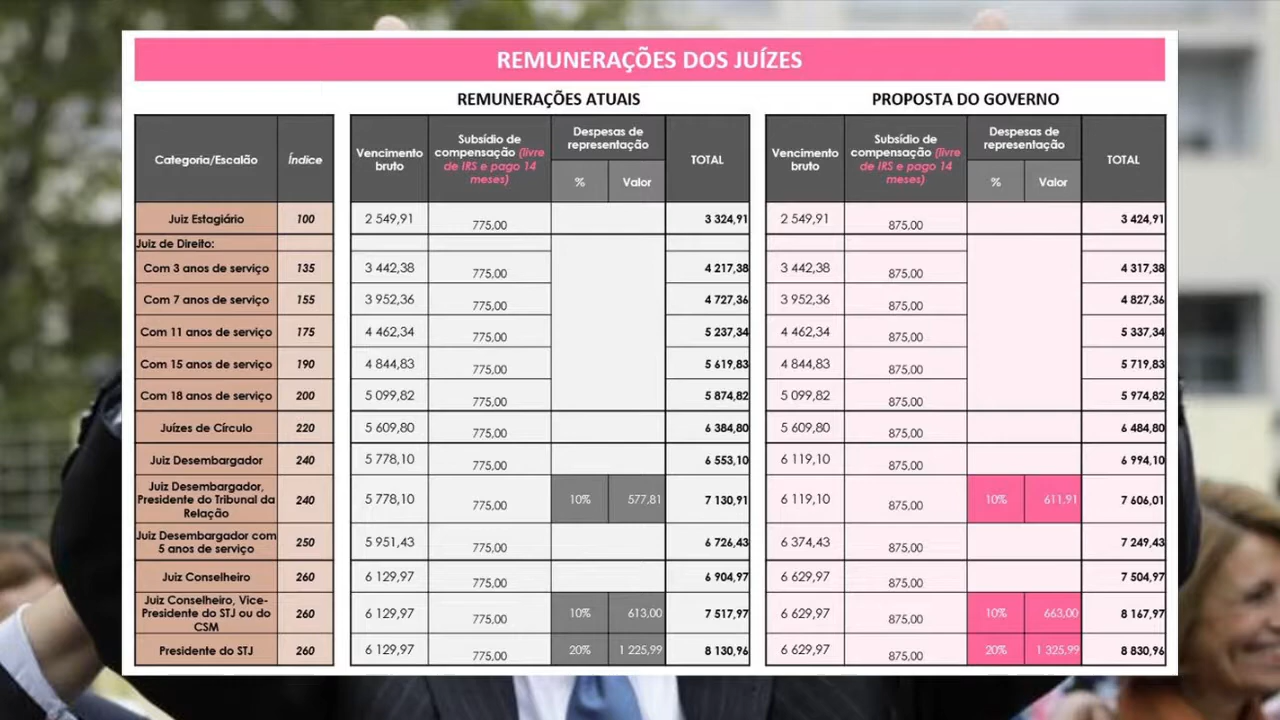 REMUNERAÇÕES DOS JUÍZES
REMUNERAÇÕES ATUAIS PROPOSTA DO GOVERNO
Categoria/Escalão Índice Vencimento bruto Subsídio de compensação (livre de IRS e pago 14 meses) Despesas de representação % Valor TOTAL Vencimento bruto Subsídio de compensação (livre de IRS e pago 14 meses) Despesas de representação % Valor TOTAL
Juiz Estagiário 100 2 549,91 775,00 3 324,91 2 549,91 875,00 3 424,91
Juiz de Direito:
Com 3 anos de serviço 135 3 442,38 775,00 4 217,38 3 442,38 875,00 4 317,38
Com 7 anos de serviço 155 3 952,36 775,00 4 727,36 3 952,36 875,00 4 827,36
Com 11 anos de serviço 175 4 462,34 775,00 5 237,34 4 462,34 875,00 5 337,34
Com 15 anos de serviço 190 4 844,83 775,00 5 619,83 4 844,83 875,00 5 719,83
Com 18 anos de serviço 200 5 099,82 775,00 5 874,82 5 099,82 875,00 5 974,82
Juízes de Círculo 220 5 609,80 775,00 6 384,80 5 609,80 875,00 6 484,80
Juiz Desembargador 240 5 778,10 775,00 6 553,10 6 119,10 875,00 6 994,10
Juiz Desembargador, Presidente do Tribunal da Relação 240 5 778,10 775,00 10% 577,81 7 130,91 6 119,10 875,00 10% 611,91 7 606,01
Juiz Desembargador com 5 anos de serviço 250 5 951,43 775,00 6 726,43 6 374,43 875,00 7 249,43
Juiz Conselheiro 260 6 129,97 775,00 6 904,97 6 629,97 875,00 7 504,97
Juiz Conselheiro, Vice-Presidente do STJ ou do CSM 260 6 129,97 775,00 10% 613,00 7 517,97 6 629,97 875,00 10% 663,00 8 167,97
Presidente do STJ 260 6 129,97 775,00 20% 1 225,99 8 130,96 6 629,97 875,00 20% 1 325,99 8 830,96